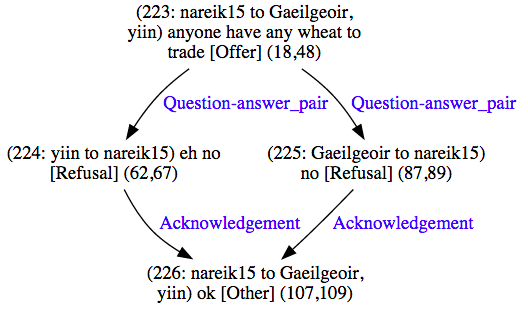 (223: nareik15 to Gaeilgeoir,
yiin) anyone have any wheat to
trade [Offer] (18,48)
Question-answer_pair
Question-answer_pair
(224: yiin to nareik15) eh no
[Refusal] (62,67)
(225: Gaeilgeoir to nareik15)
no [Refusal] (87,89)
Acknowledgement
Acknowledgement
(226: nareik15 to Gaeilgeoir,
yiin) ok [Other] (107,109)